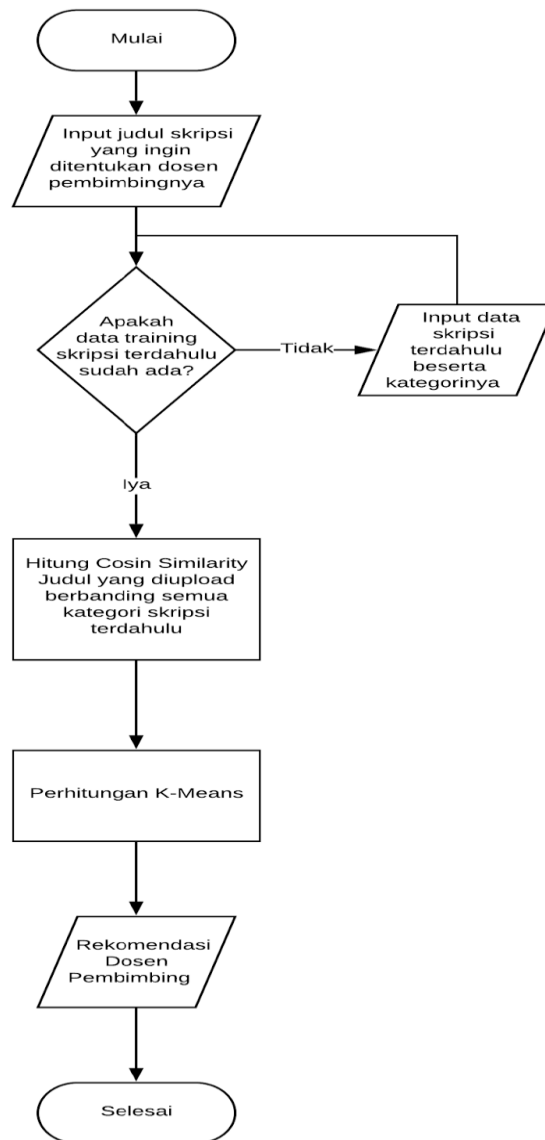 Mulai
Input judul skripsi
yang ingin
ditentukan dosen
pembimbingnya
Apakah
data training
skripsi terdahulu
sudah ada?
Tidak
Input data
skripsi
terdahulu
beserta
kategorinya
Iya
Hitung Cosin Similarity
Judul yang diupload
berbanding semua
kategori skripsi
terdahulu
Perhitungan K-Means
Rekomendasi
Dosen
Pembimbing
Selesai